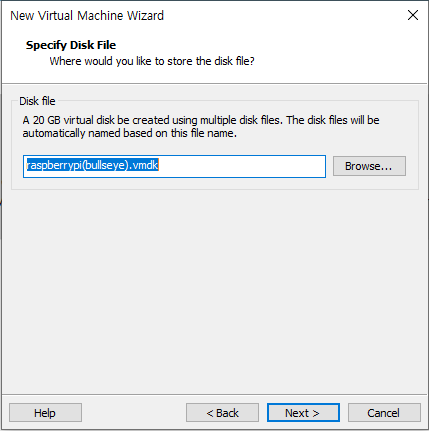 New Virtual Machine Wizard
Specify Disk File
Where would you like to store the disk file?
Disk file
A 20 GB virtual disk be created using multiple disk files. The disk files will be
automatically named based on this file name.
raspberrypi(bullseye).vmdk
Browse...
Help
< Back
Next >
Cancel